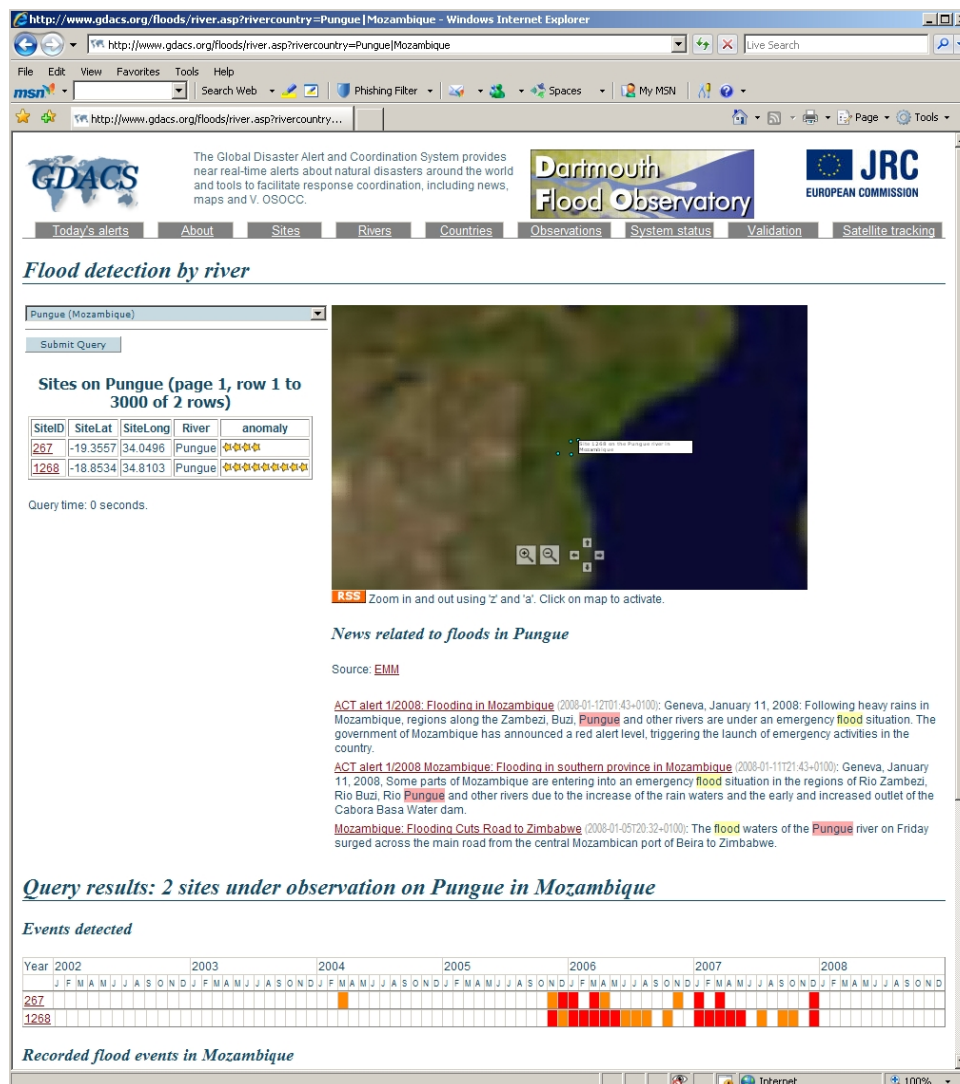 http://www.gdacs.org/floods/river.asp?rivercountry=Pungue|Mozambique - Windows Internet Explorer
http://www.gdacs.org/floods/river.asp?rivercountry=Pungue|Mozambique
Live Search
File Edit View Favorites Tools Help
msn Search Web Phishing Filter Spaces My MSN
http://www.gdacs.org/floods/river.asp?rivercountry... Page Tools
GDACS
The Global Disaster Alert and Coordination System provides
near real-time alerts about natural disasters around the world
and tools to facilitate response coordination, including news,
maps and V. OSOCC.
Dartmouth
Flood Observatory
JRC
EUROPEAN COMMISSION
Today's alerts About Sites Rivers Countries Observations System status Validation Satellite tracking
Flood detection by river
Pungue (Mozambique)
Submit Query
Sites on Pungue (page 1, row 1 to
3000 of 2 rows)
SiteID SiteLat SiteLong River anomaly
267 -19.3557 34.0496 Pungue
1268 -18.8534 34.8103 Pungue
Query time: 0 seconds.
Site 1268 on the Pungue river in
Mozambique
RSS Zoom in and out using 'z' and 'a'. Click on map to activate.
News related to floods in Pungue
Source: EMM
ACT alert 1/2008: Flooding in Mozambique (2008-01-12T01:43+0100): Geneva, January 11, 2008: Following heavy rains in
Mozambique, regions along the Zambezi, Buzi, Pungue and other rivers are under an emergency flood situation. The
government of Mozambique has announced a red alert level, triggering the launch of emergency activities in the
country.
ACT alert 1/2008 Mozambique: Flooding in southern province in Mozambique (2008-01-11T21:43+0100): Geneva, January
11, 2008, Some parts of Mozambique are entering into an emergency flood situation in the regions of Rio Zambezi,
Rio Buzi, Rio Pungue and other rivers due to the increase of the rain waters and the early and increased outlet of the
Cabora Basa Water dam.
Mozambique: Flooding Cuts Road to Zimbabwe (2008-01-05T20:32+0100): The flood waters of the Pungue river on Friday
surged across the main road from the central Mozambican port of Beira to Zimbabwe.
Query results: 2 sites under observation on Pungue in Mozambique
Events detected
Year 2002 2003 2004 2005 2006 2007 2008
J F M A M J J A S O N D J F M A M J J A S O N D J F M A M J J A S O N D J F M A M J J A S O N D J F M A M J J A S O N D J F M A M J J A S O N D J F M A M J J A S O N D
267
1268
Recorded flood events in Mozambique
Internet 100%